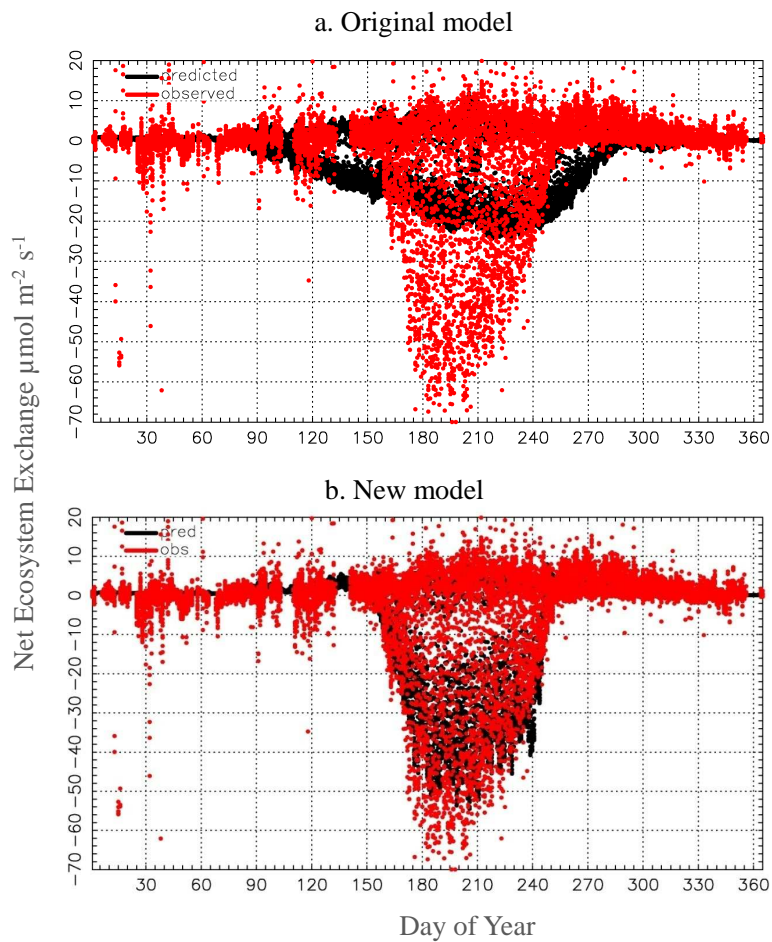 a. Original model
predicted
observed
20
10
0
−10
−20
−30
−40
−50
−60
−70
30 60 90 120 150 180 210 240 270 300 330 360
Net Ecosystem Exchange µmol m⁻² s⁻¹
b. New model
pred
obs
20
10
0
−10
−20
−30
−40
−50
−60
−70
30 60 90 120 150 180 210 240 270 300 330 360
Day of Year